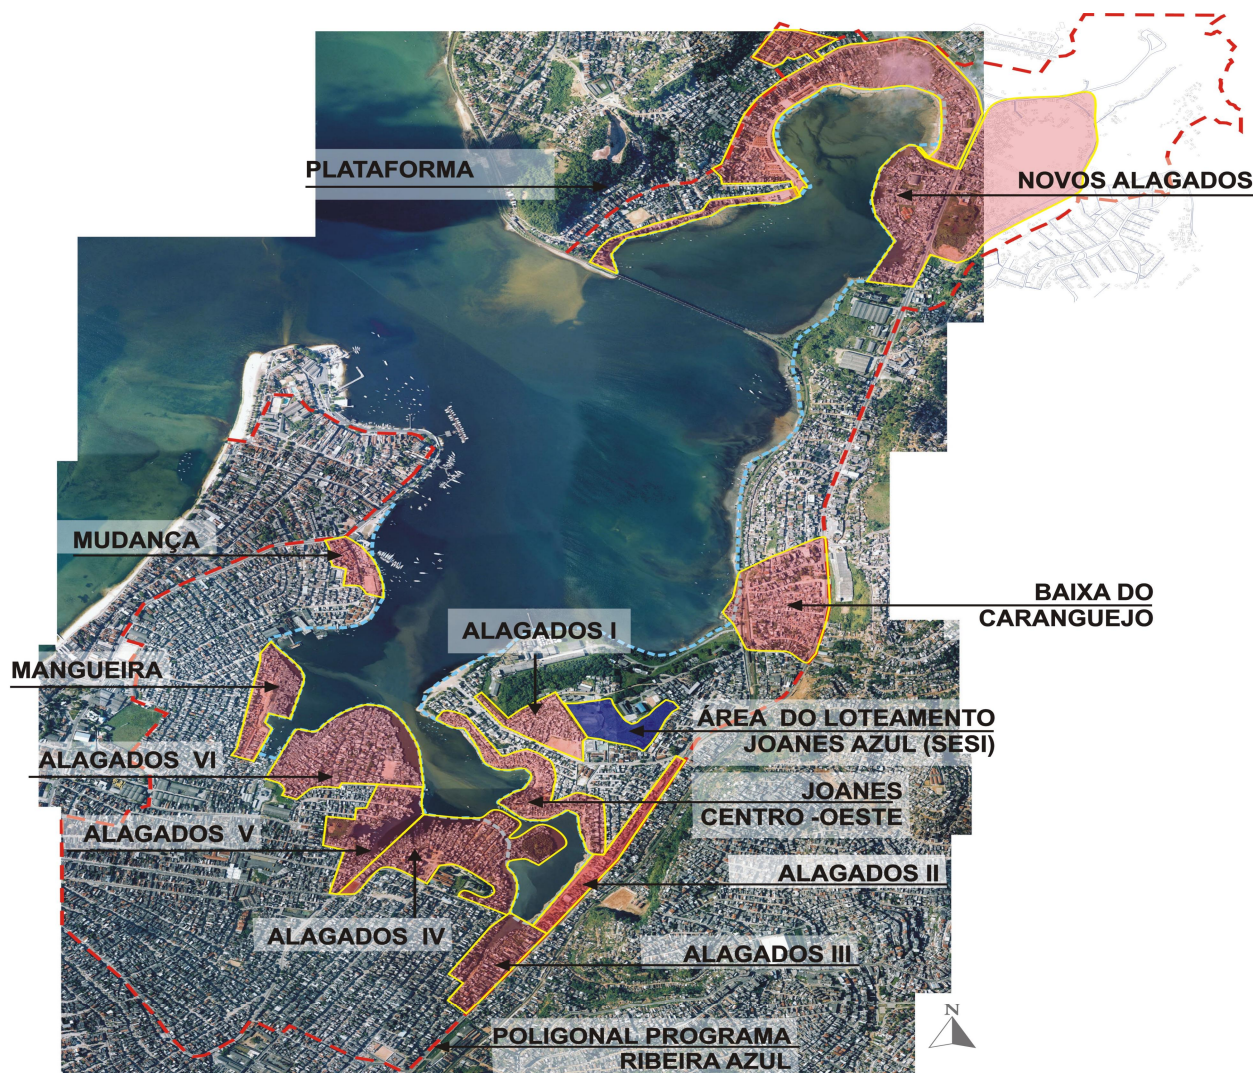 PLATAFORMA
NOVOS ALAGADOS
MUDANÇA
BAIXA DO
CARANGUEJO
ALAGADOS I
MANGUEIRA
ÁREA DO LOTEAMENTO
JOANES AZUL (SESI)
ALAGADOS VI
JOANES
CENTRO -OESTE
ALAGADOS V
ALAGADOS II
ALAGADOS IV
ALAGADOS III
N
POLIGONAL PROGRAMA
RIBEIRA AZUL